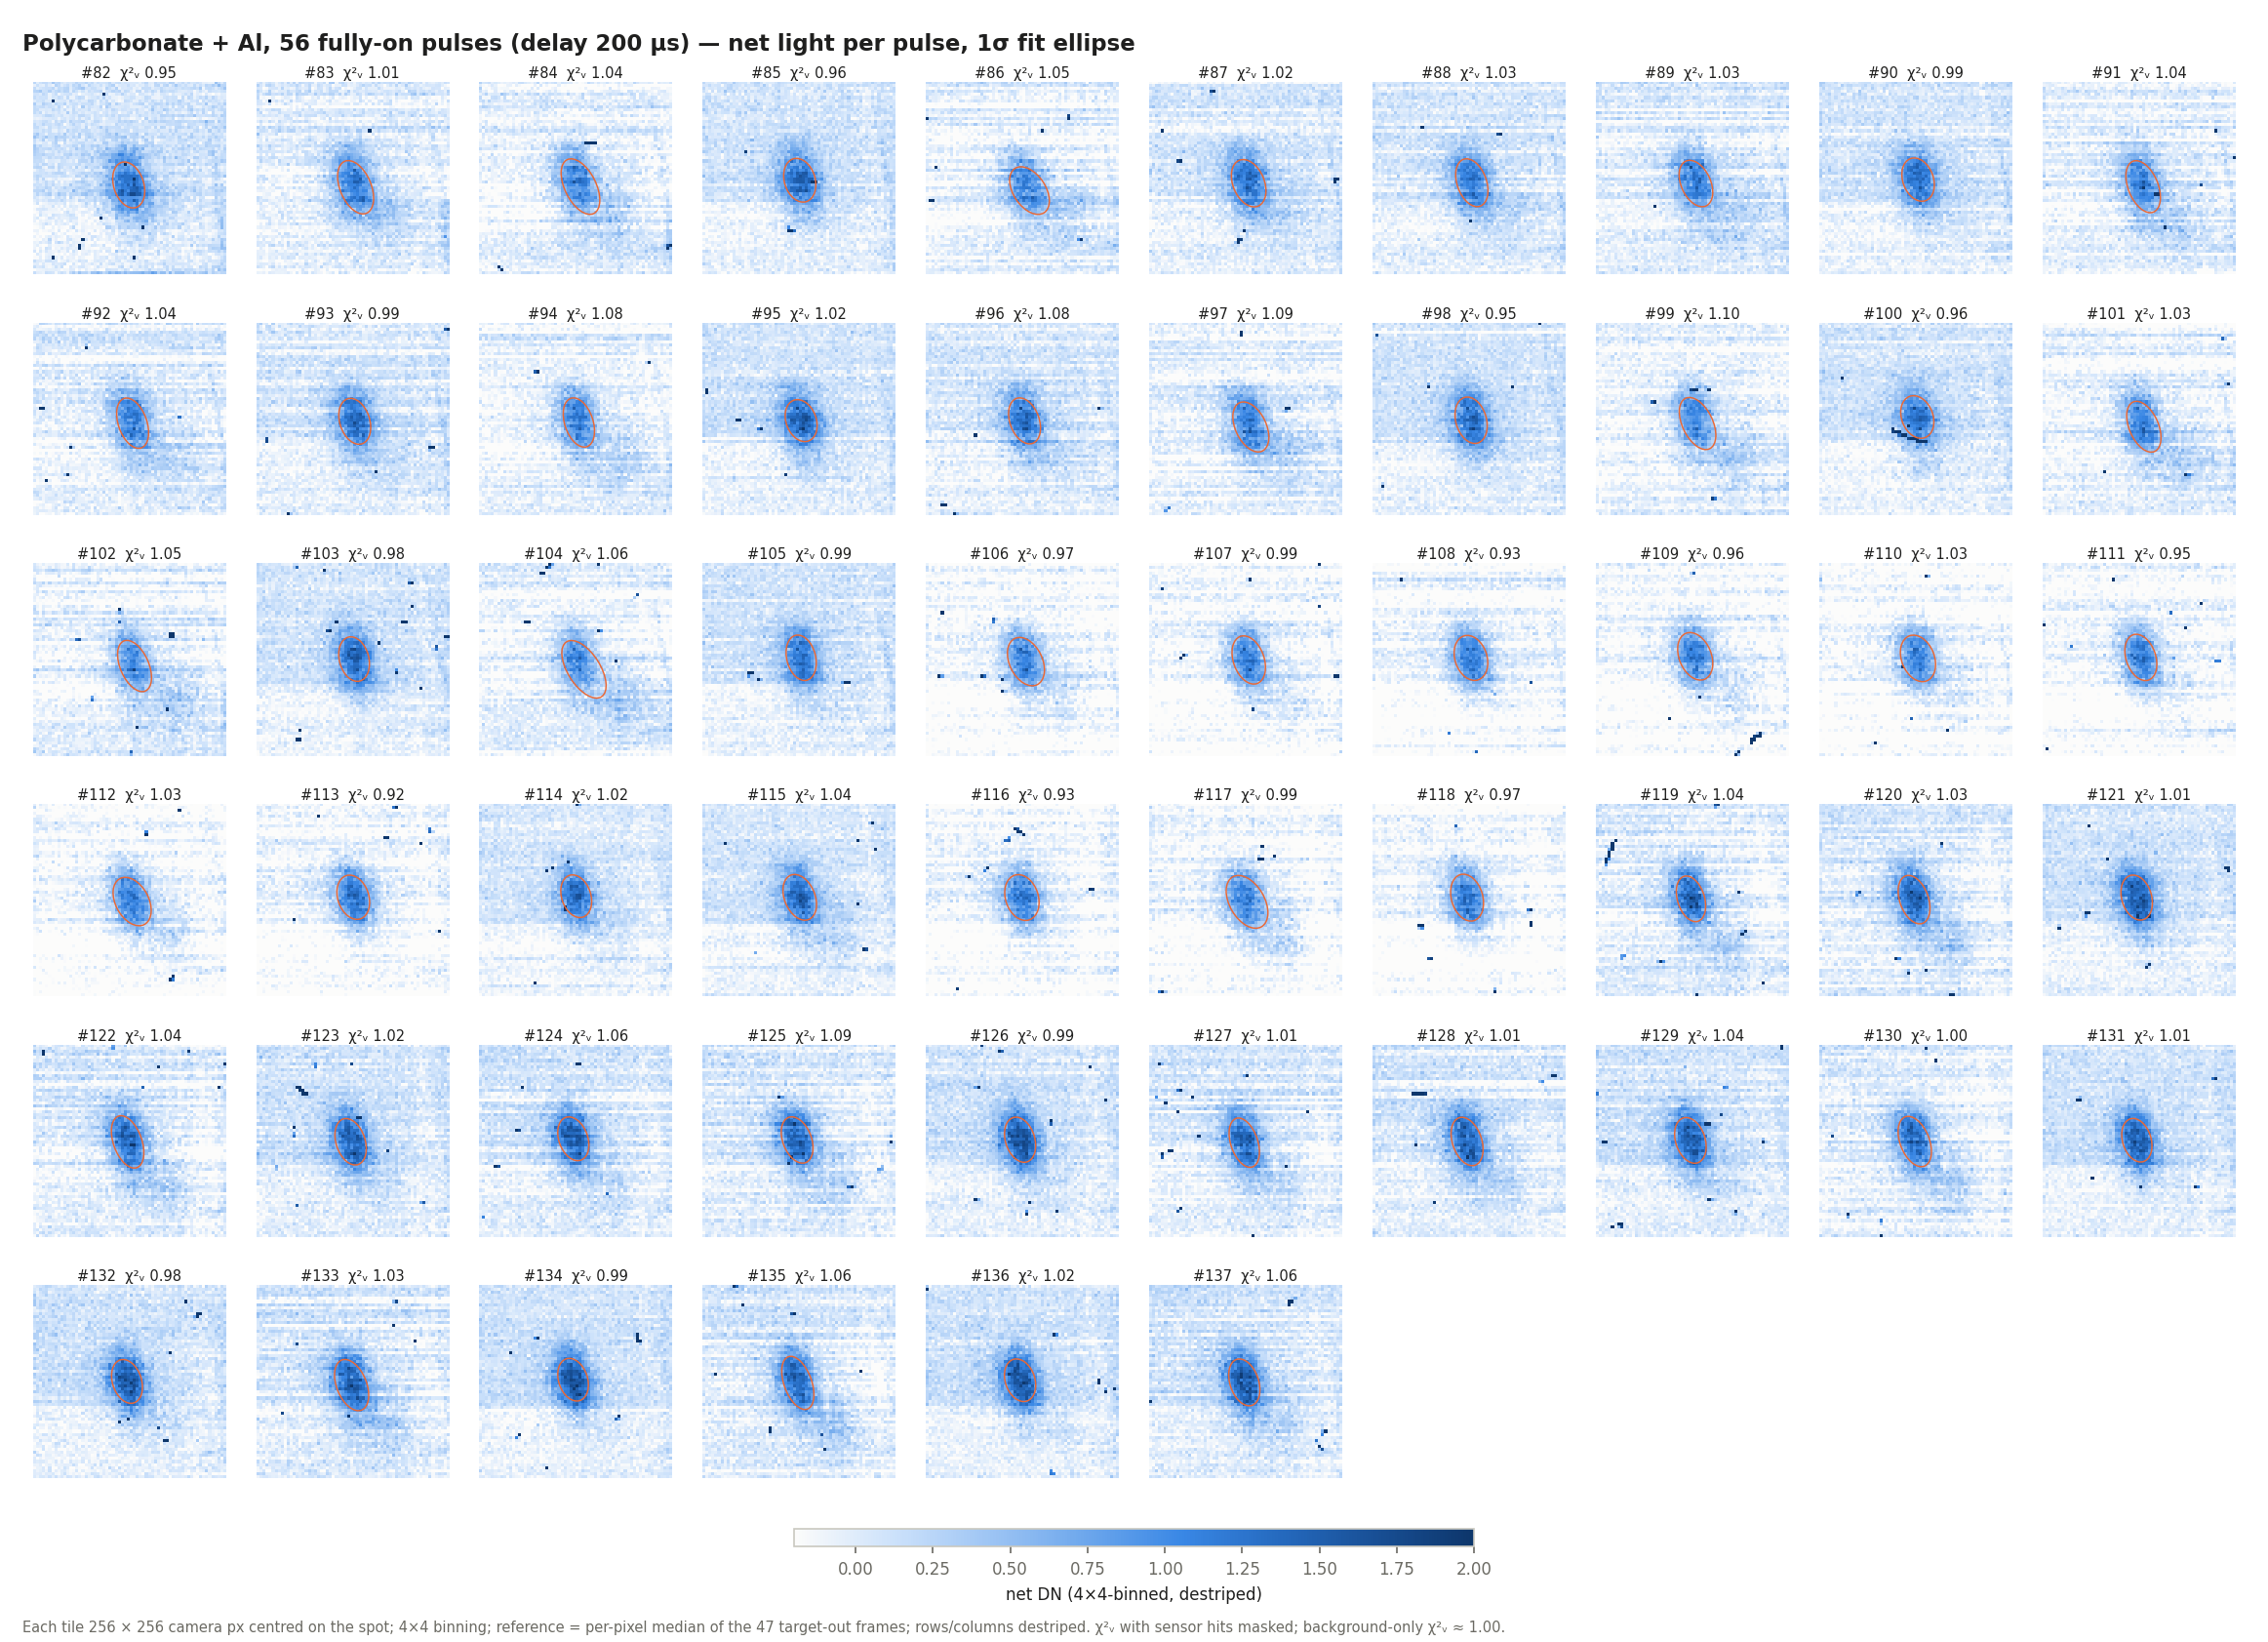 Polycarbonate + Al, 56 fully-on pulses (delay 200 µs) — net light per pulse, 1σ fit ellipse
#82 χ²ᵥ 0.95
#83 χ²ᵥ 1.01
#84 χ²ᵥ 1.04
#85 χ²ᵥ 0.96
#86 χ²ᵥ 1.05
#87 χ²ᵥ 1.02
#88 χ²ᵥ 1.03
#89 χ²ᵥ 1.03
#90 χ²ᵥ 0.99
#91 χ²ᵥ 1.04
#92 χ²ᵥ 1.04
#93 χ²ᵥ 0.99
#94 χ²ᵥ 1.08
#95 χ²ᵥ 1.02
#96 χ²ᵥ 1.08
#97 χ²ᵥ 1.09
#98 χ²ᵥ 0.95
#99 χ²ᵥ 1.10
#100 χ²ᵥ 0.96
#101 χ²ᵥ 1.03
#102 χ²ᵥ 1.05
#103 χ²ᵥ 0.98
#104 χ²ᵥ 1.06
#105 χ²ᵥ 0.99
#106 χ²ᵥ 0.97
#107 χ²ᵥ 0.99
#108 χ²ᵥ 0.93
#109 χ²ᵥ 0.96
#110 χ²ᵥ 1.03
#111 χ²ᵥ 0.95
#112 χ²ᵥ 1.03
#113 χ²ᵥ 0.92
#114 χ²ᵥ 1.02
#115 χ²ᵥ 1.04
#116 χ²ᵥ 0.93
#117 χ²ᵥ 0.99
#118 χ²ᵥ 0.97
#119 χ²ᵥ 1.04
#120 χ²ᵥ 1.03
#121 χ²ᵥ 1.01
#122 χ²ᵥ 1.04
#123 χ²ᵥ 1.02
#124 χ²ᵥ 1.06
#125 χ²ᵥ 1.09
#126 χ²ᵥ 0.99
#127 χ²ᵥ 1.01
#128 χ²ᵥ 1.01
#129 χ²ᵥ 1.04
#130 χ²ᵥ 1.00
#131 χ²ᵥ 1.01
#132 χ²ᵥ 0.98
#133 χ²ᵥ 1.03
#134 χ²ᵥ 0.99
#135 χ²ᵥ 1.06
#136 χ²ᵥ 1.02
#137 χ²ᵥ 1.06
0.00 0.25 0.50 0.75 1.00 1.25 1.50 1.75 2.00
net DN (4×4-binned, destriped)
Each tile 256 × 256 camera px centred on the spot; 4×4 binning; reference = per-pixel median of the 47 target-out frames; rows/columns destriped. χ²ᵥ with sensor hits masked; background-only χ²ᵥ ≈ 1.00.